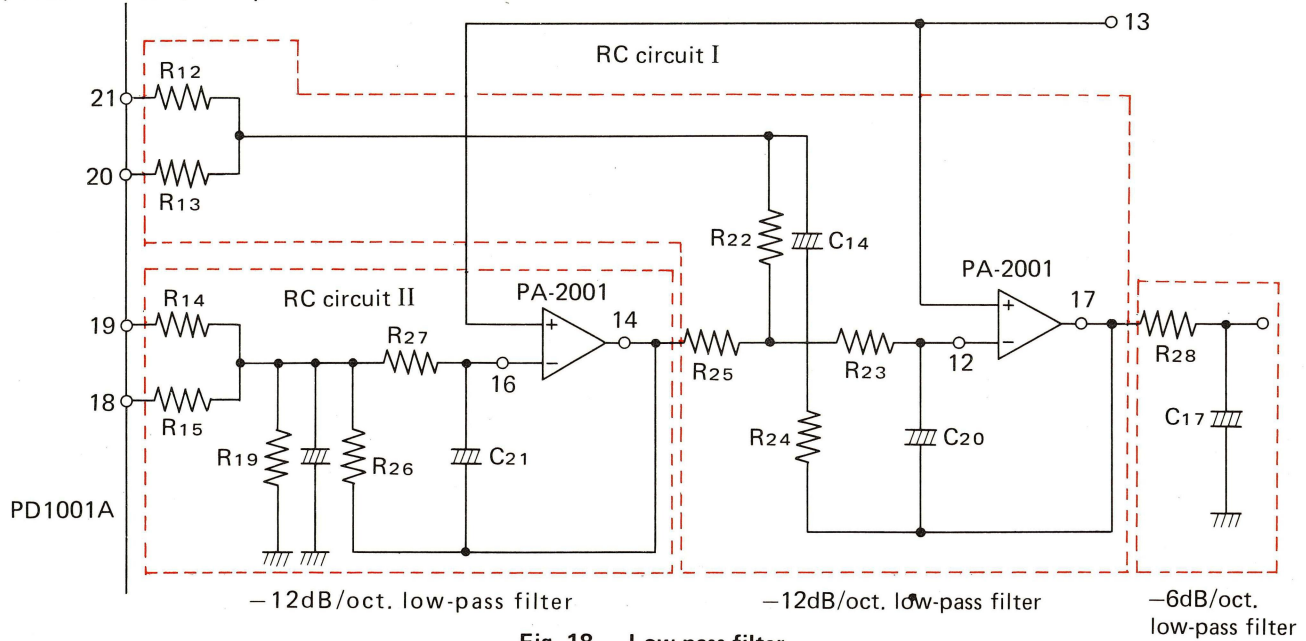 13
RC circuit I
R12
21
20
R13
R22
C14
PA-2001
17
RC circuit II
PA-2001
R14
19
14
R27
16
18
R15
R25
R23
12
R28
R19
R26
C21
R24
C20
C17
PD1001A
−12dB/oct. low-pass filter
−12dB/oct. low-pass filter
−6dB/oct.
low-pass filter
Fig. 18 Low pass filter
+
−
+
−